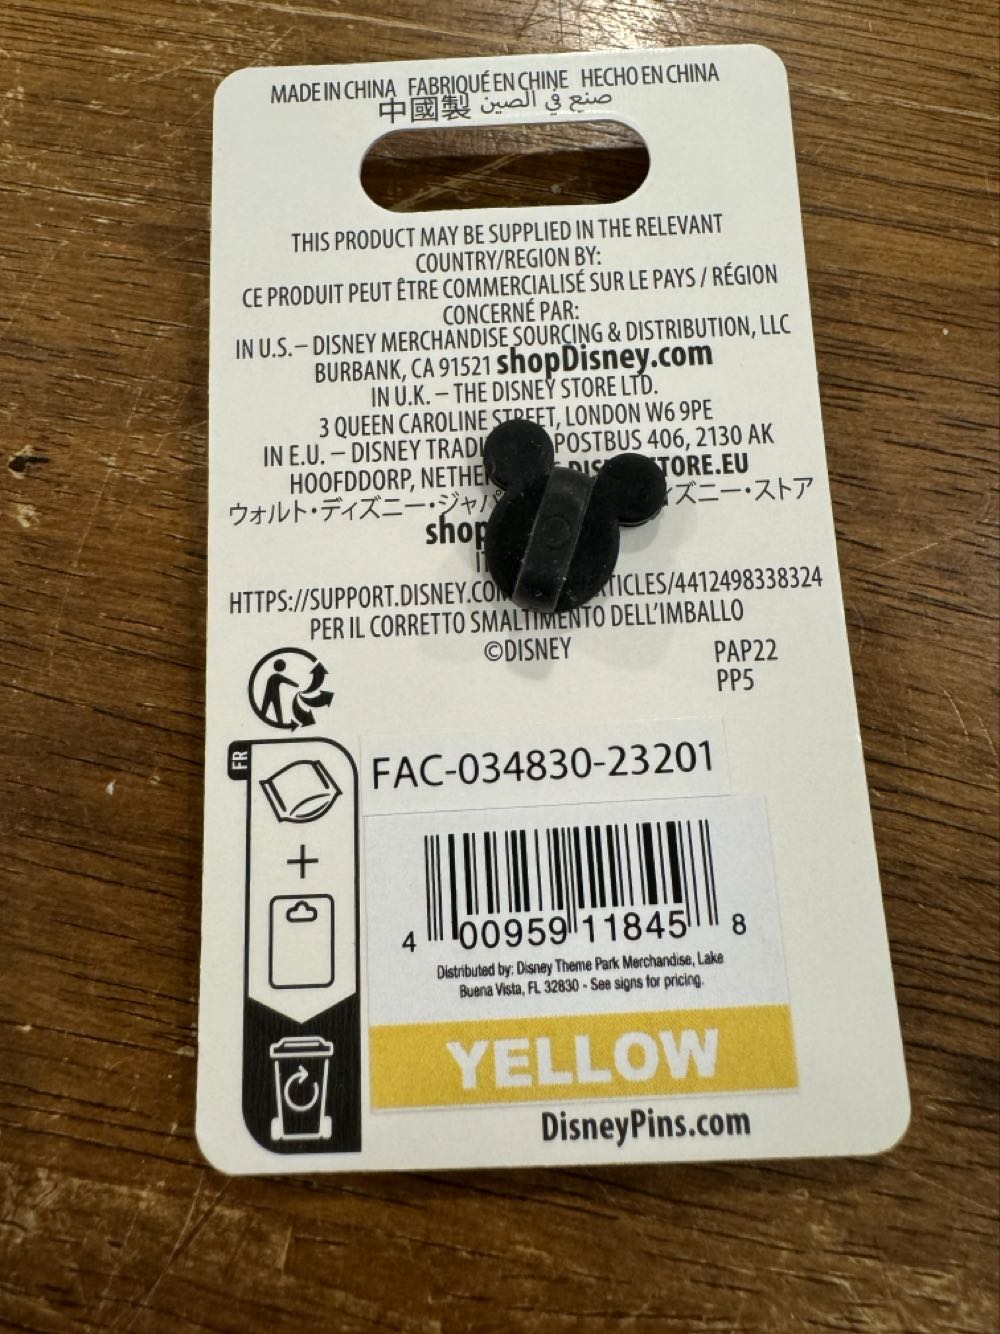 MADE IN CHINA FABRIQUÉ EN CHINE HECHO EN CHINA
中國製 صنع في الصين
THIS PRODUCT MAY BE SUPPLIED IN THE RELEVANT
COUNTRY/REGION BY:
CE PRODUIT PEUT ÊTRE COMMERCIALISÉ SUR LE PAYS / RÉGION
CONCERNÉ PAR:
IN U.S.– DISNEY MERCHANDISE SOURCING & DISTRIBUTION, LLC
BURBANK, CA 91521 shopDisney.com
IN U.K. – THE DISNEY STORE LTD.
3 QUEEN CAROLINE STREET, LONDON W6 9PE
IN E.U. – DISNEY POSTBUS 406, 2130 AK
HOOFDDORP, TORE.EU
ウォルト・ディズニー・ジャパ ィズニー・ストア
shop
HTTPS://SUPPORT.DISNEY.CO TICLES/4412498338324
PER IL CORRETTO SMALTIMENTO DELL'IMBALLO
©DISNEY PAP22
PP5
FR
FAC-034830-23201
4 00959 11845 8
Distributed by: Disney Theme Park Merchandise, Lake
Buena Vista, FL 32830 - See signs for pricing.
YELLOW
DisneyPins.com